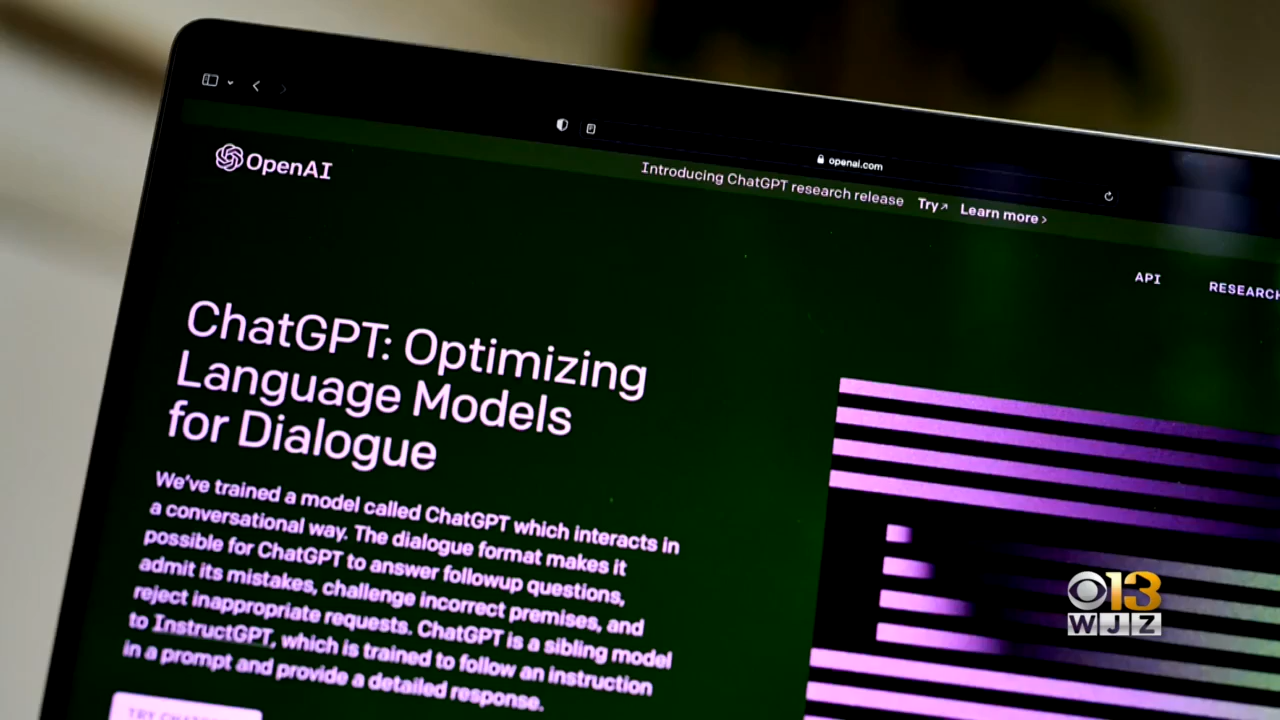 openai.com
OpenAI
Introducing ChatGPT research release Try↗ Learn more >
API RESEARCH
ChatGPT: Optimizing
Language Models
for Dialogue
We've trained a model called ChatGPT which interacts in
a conversational way. The dialogue format makes it
possible for ChatGPT to answer followup questions,
admit its mistakes, challenge incorrect premises, and
reject inappropriate requests. ChatGPT is a sibling model
to InstructGPT, which is trained to follow an instruction
in a prompt and provide a detailed response.
TRY
13
WJZ